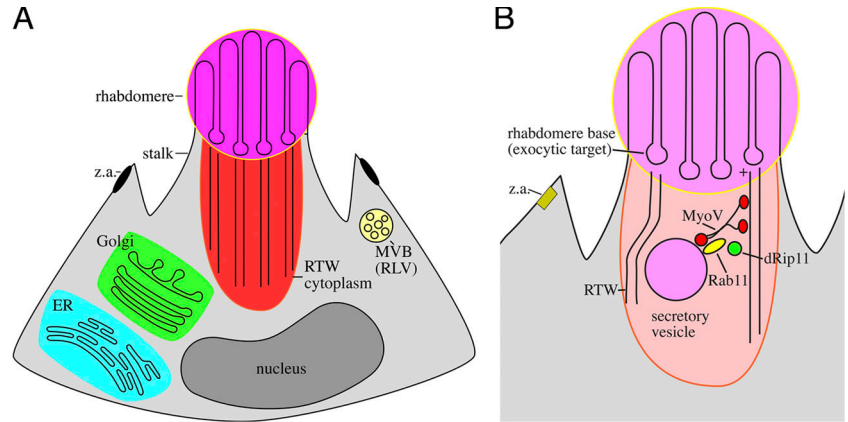 A
rhabdomere
stalk
z.a.
Golgi
ER
MVB
(RLV)
RTW
cytoplasm
nucleus
B
rhabdomere base
(exocytic target)
z.a.
+
MyoV
dRip11
Rab11
RTW
secretory
vesicle